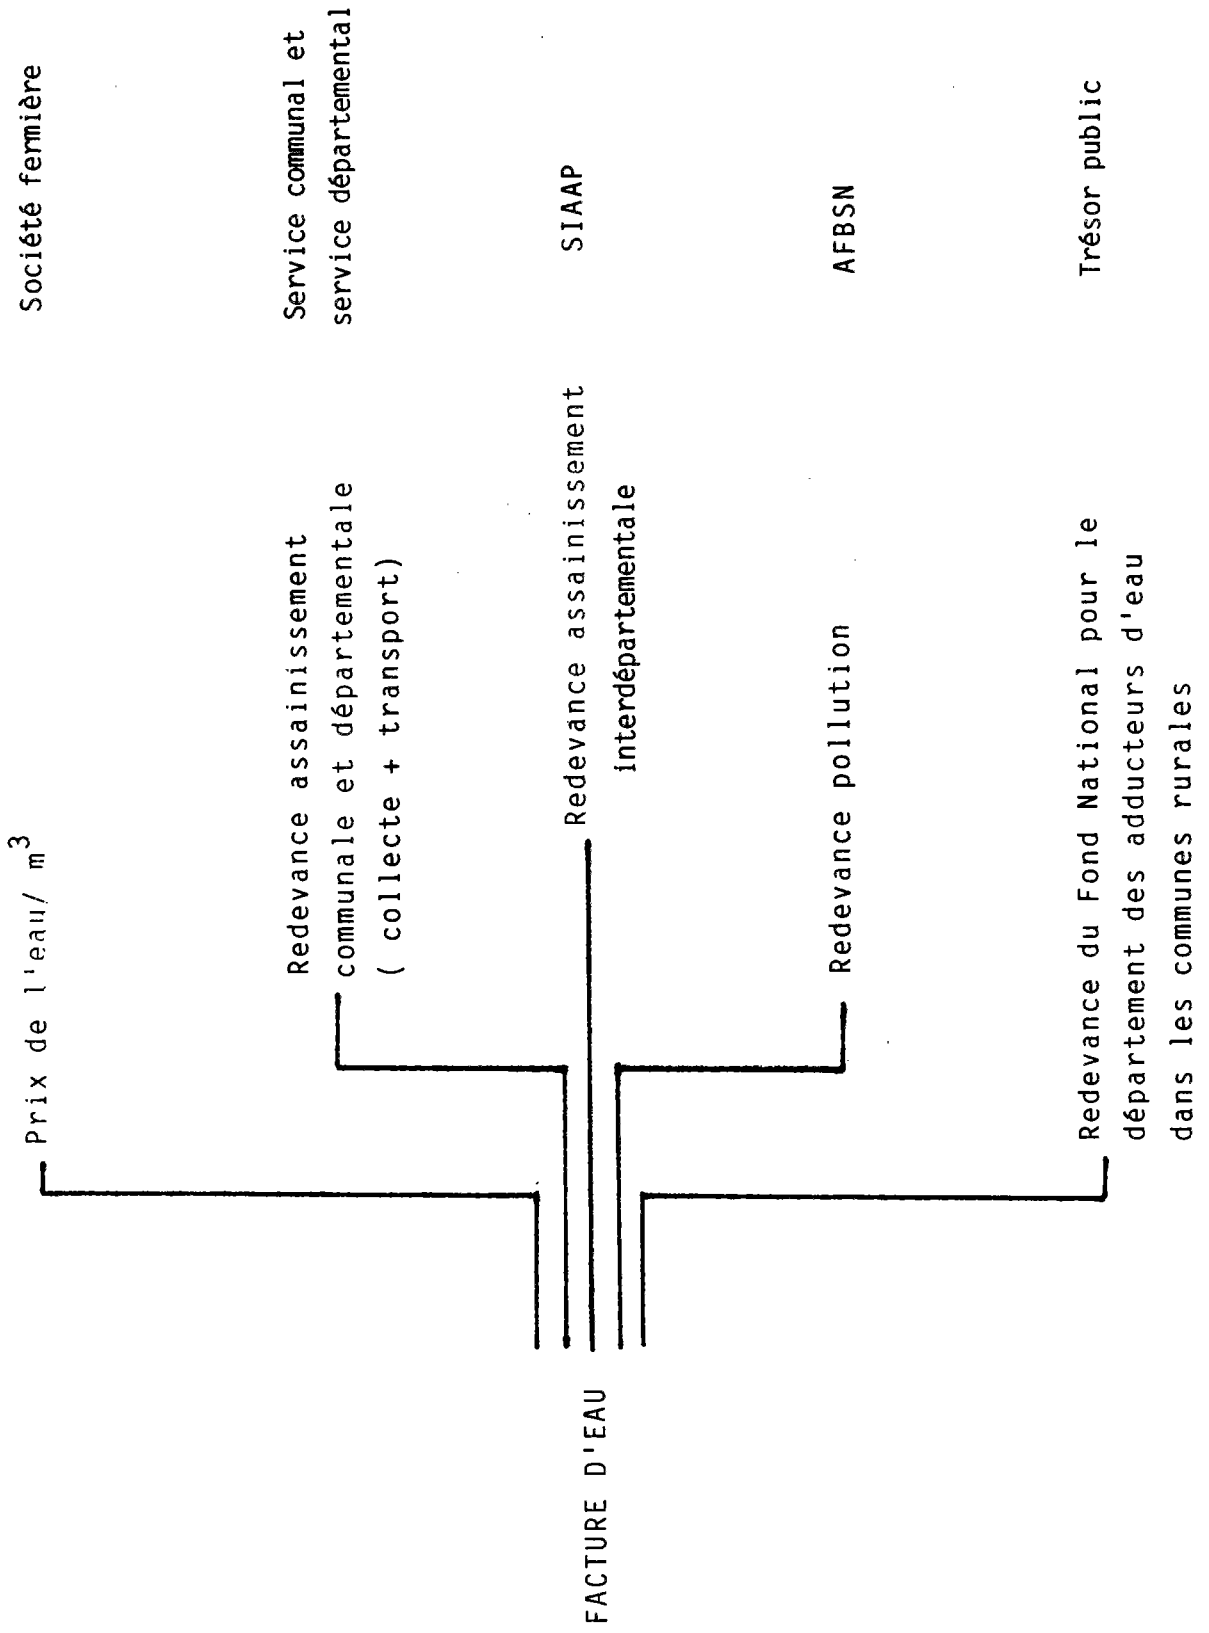 FACTURE D'EAU
Prix de l'eau/ m³
Société fermière
Redevance assainissement
communale et départementale
( collecte + transport)
Service communal et
service départemental
Redevance assainissement
interdépartementale
SIAAP
Redevance pollution
AFBSN
Redevance du Fond National pour le
département des adducteurs d'eau
dans les communes rurales
Trésor public